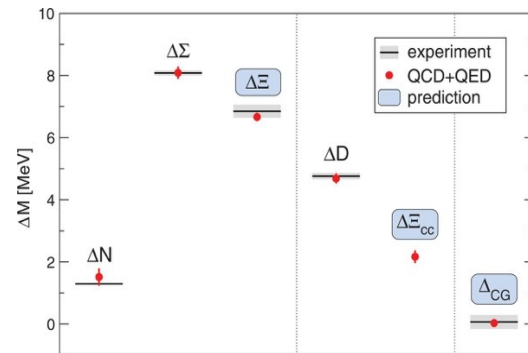 10
8
6
4
2
0
ΔM [MeV]
ΔN
ΔΣ
ΔΞ
ΔD
ΔΞcc
ΔCG
experiment
QCD+QED
prediction